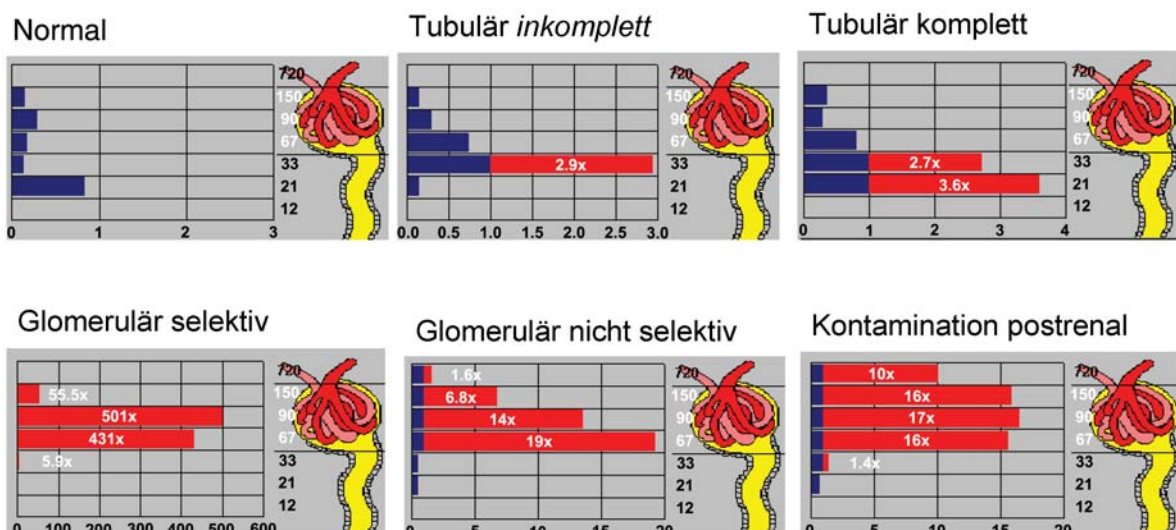 Normal
720
150
90
67
33
21
12
0 1 2 3
Tubulär inkomplett
720
150
90
67
2.9x 33
21
12
0.0 0.5 1.0 1.5 2.0 2.5 3.0
Tubulär komplett
720
150
90
67
2.7x 33
3.6x 21
12
0 1 2 3 4
Glomerulär selektiv
720
55.5x 150
501x 90
431x 67
5.9x 33
21
12
0 100 200 300 400 500 600
Glomerulär nicht selektiv
1.6x 720
6.8x 150
14x 90
19x 67
33
21
12
0 5 10 15 20
Kontamination postrenal
10x 720
16x 150
17x 90
16x 67
1.4x 33
21
12
0 5 10 15 20